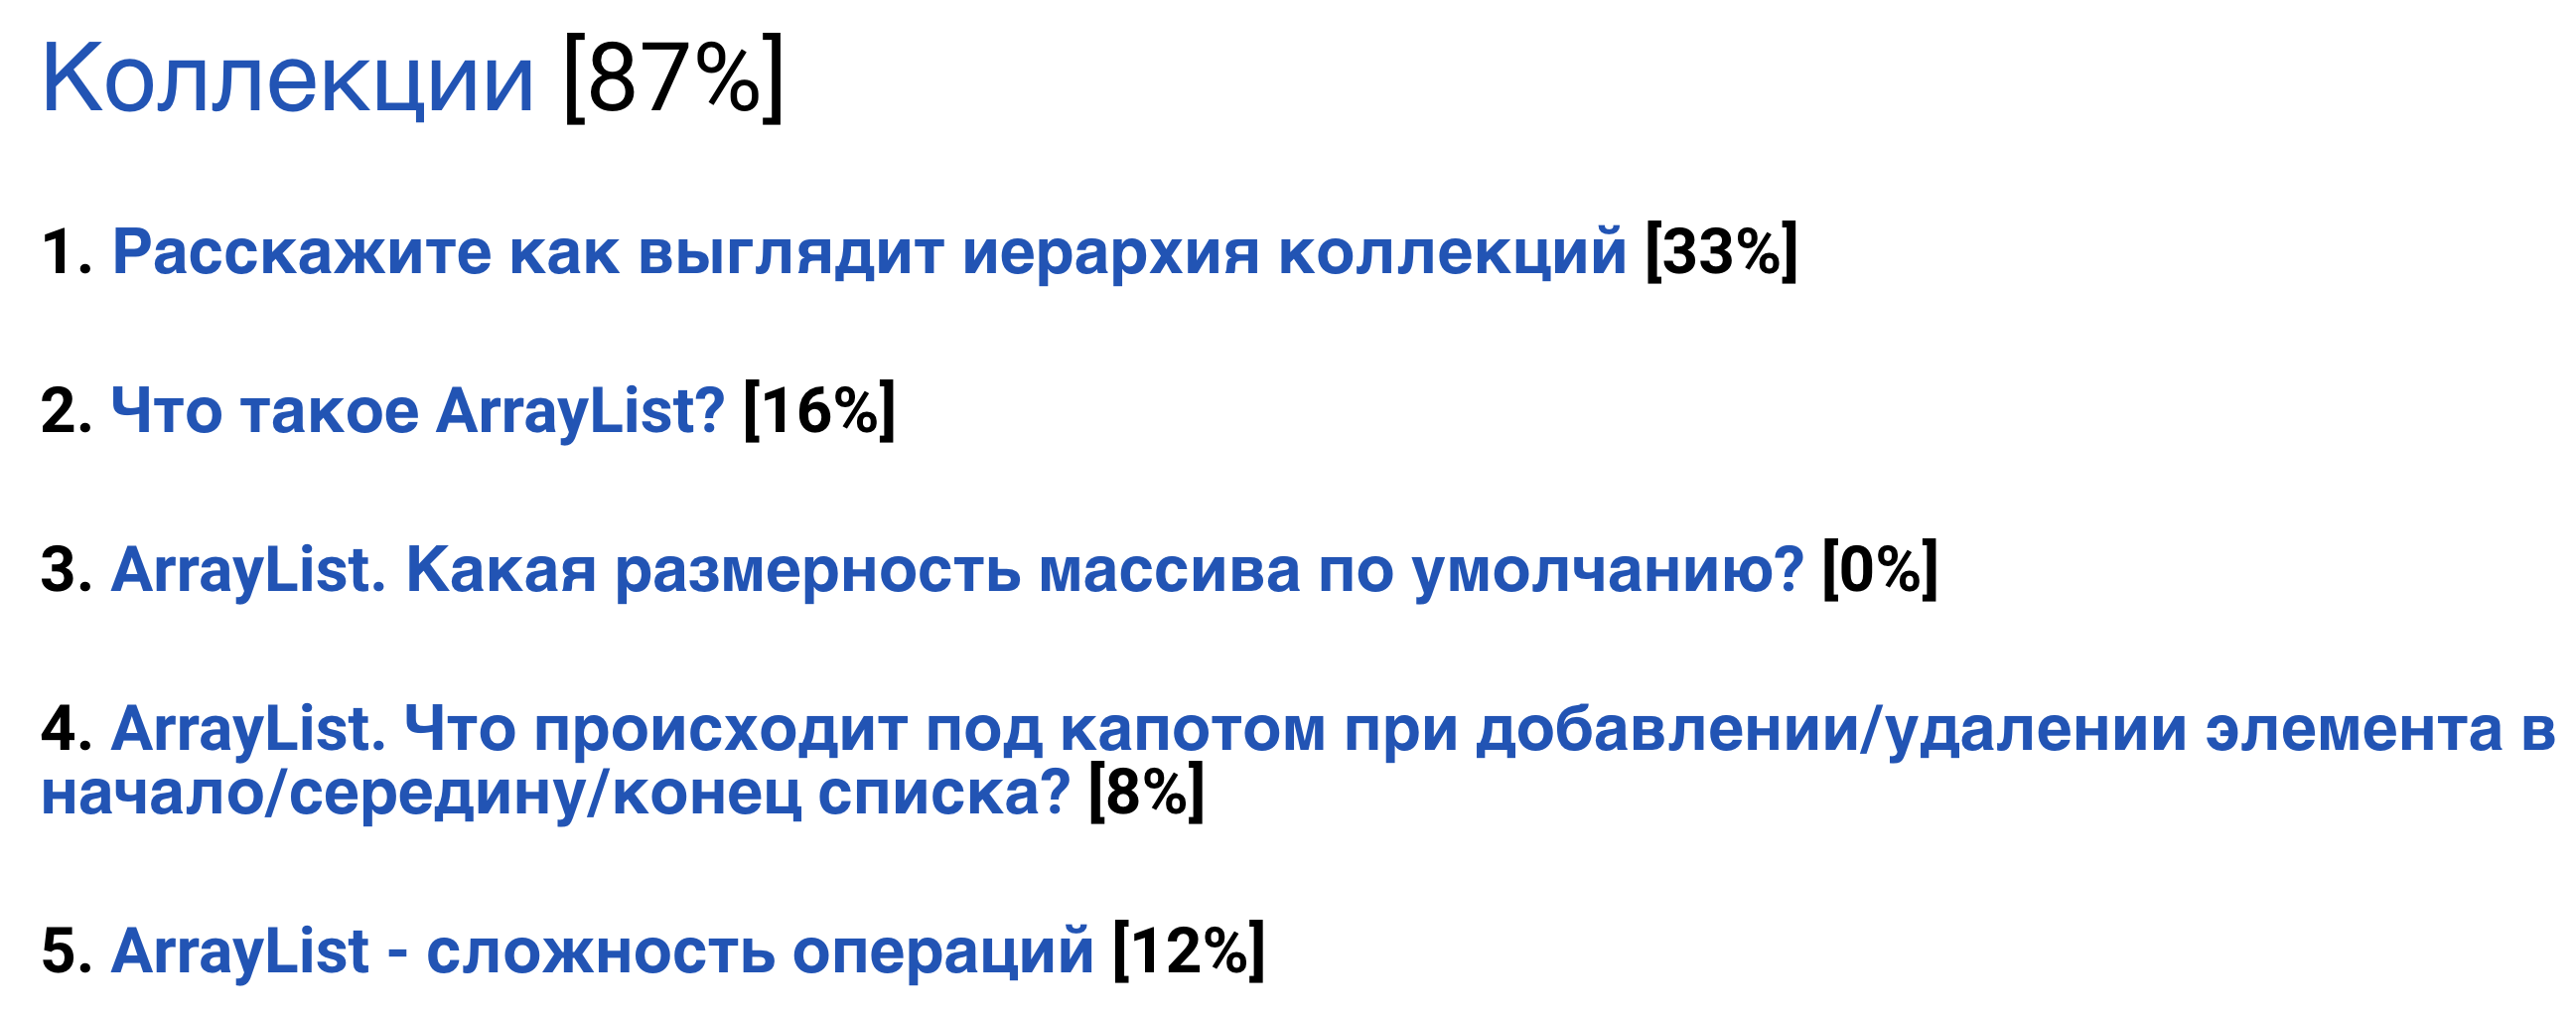 Коллекции [87%]
1. Расскажите как выглядит иерархия коллекций [33%]
2. Что такое ArrayList? [16%]
3. ArrayList. Какая размерность массива по умолчанию? [0%]
4. ArrayList. Что происходит под капотом при добавлении/удалении элемента в
начало/середину/конец списка? [8%]
5. ArrayList - сложность операций [12%]